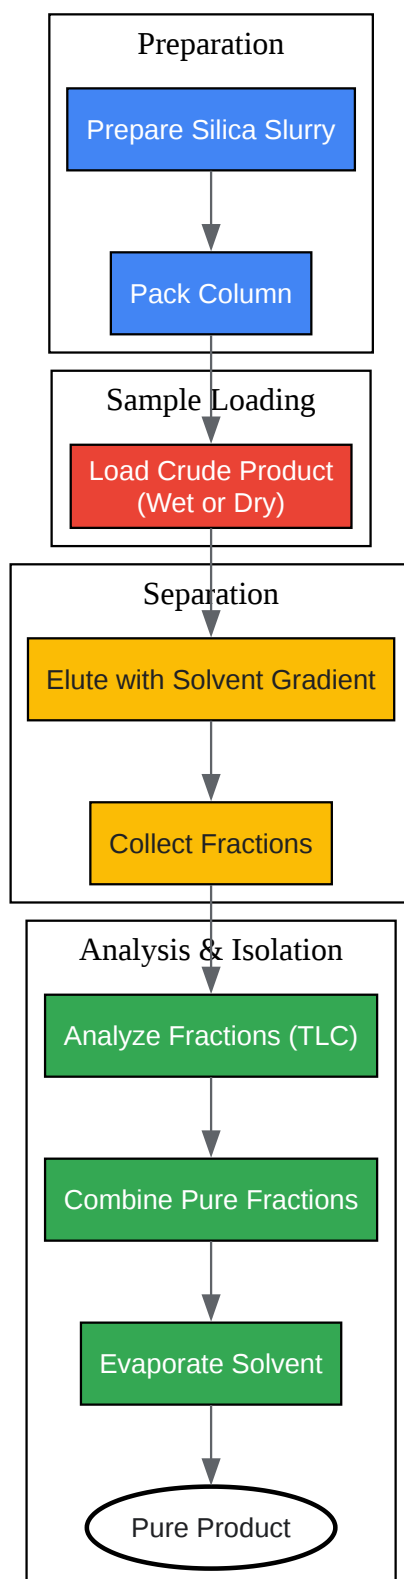 Preparation
Prepare Silica Slurry
Pack Column
Sample Loading
Load Crude Product
(Wet or Dry)
Separation
Elute with Solvent Gradient
Collect Fractions
Analysis & Isolation
Analyze Fractions (TLC)
Combine Pure Fractions
Evaporate Solvent
Pure Product